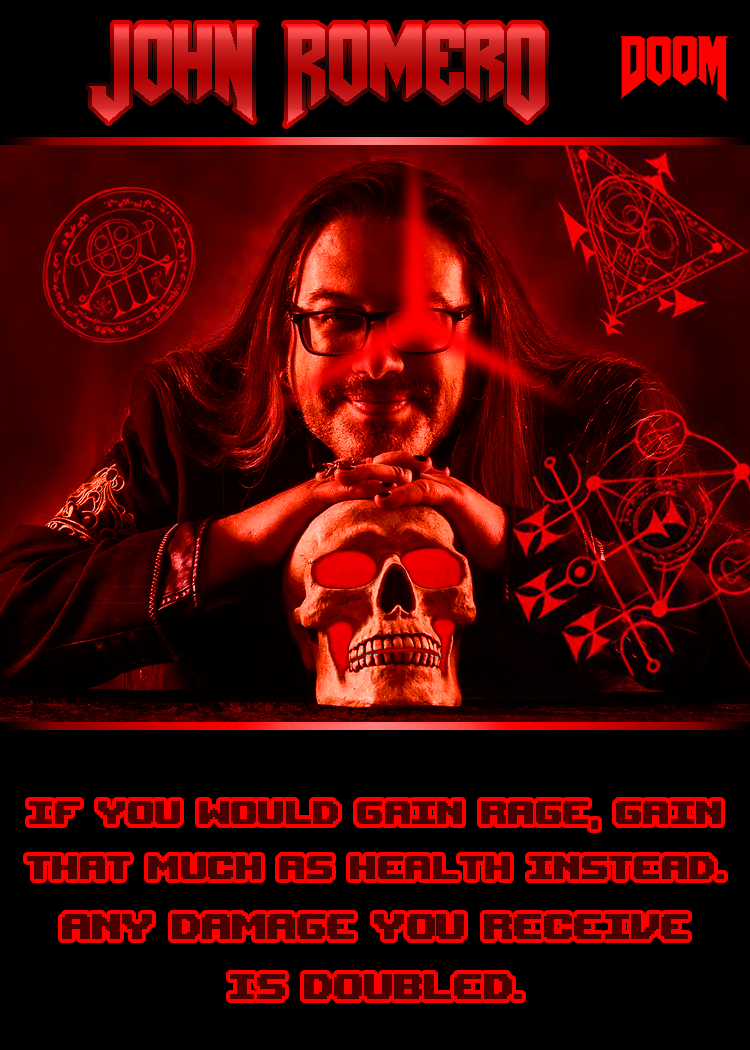 JOHN ROMERO
DOOM
IF YOU WOULD GAIN RAGE, GAIN
THAT MUCH AS HEALTH INSTEAD.
ANY DAMAGE YOU RECEIVE
IS DOUBLED.